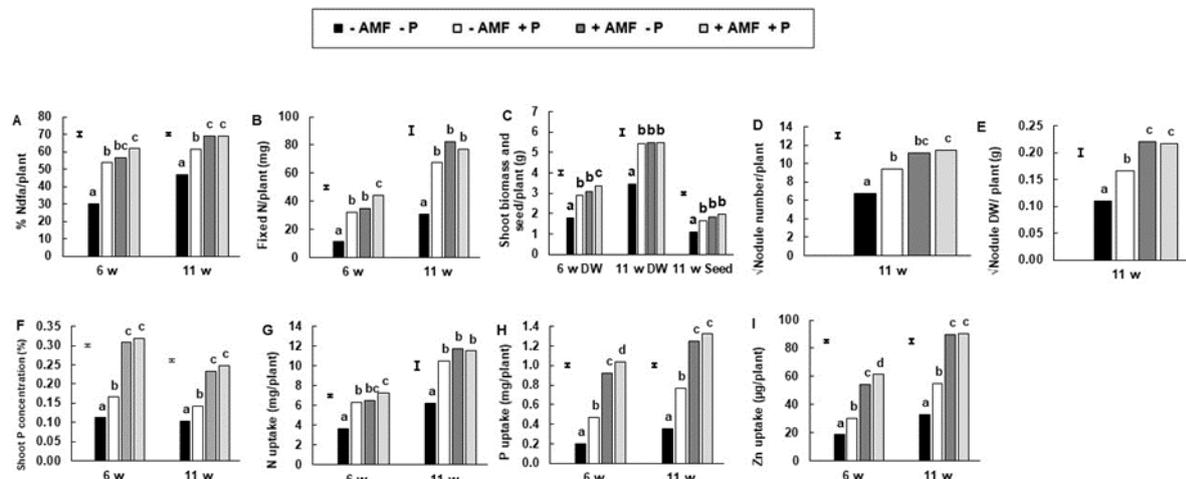 - AMF - P - AMF + P + AMF - P + AMF + P
A
% Ndfa/plant
80
70
60
50
40
30
20
10
0
a b bc c a b c c
6 w 11 w
B
Fixed N/plant (mg)
100
80
60
40
20
0
a b b c a b b b
6 w 11 w
C
Shoot biomass and
seed/plant (g)
7
6
5
4
3
2
1
0
a b b c a b b b a b b b
6 w DW 11 w DW 11 w Seed
D
√Nodule number/plant
14
12
10
8
6
4
2
0
a b bc c
11 w
E
√Nodule DW/ plant (g)
0.25
0.20
0.15
0.10
0.05
0.00
a b c c
11 w
F
Shoot P concentration (%)
0.35
0.30
0.25
0.20
0.15
0.10
0.05
0.00
a b c c a b c c
6 w 11 w
G
N uptake (mg/plant)
14
12
10
8
6
4
2
0
a b bc c a b b b
6 w 11 w
H
P uptake (mg/plant)
1.4
1.2
1.0
0.8
0.6
0.4
0.2
0.0
a b c d a b c c
6 w 11 w
I
Zn uptake (µg/plant)
100
80
60
40
20
0
a b c d a b c c
6 w 11 w